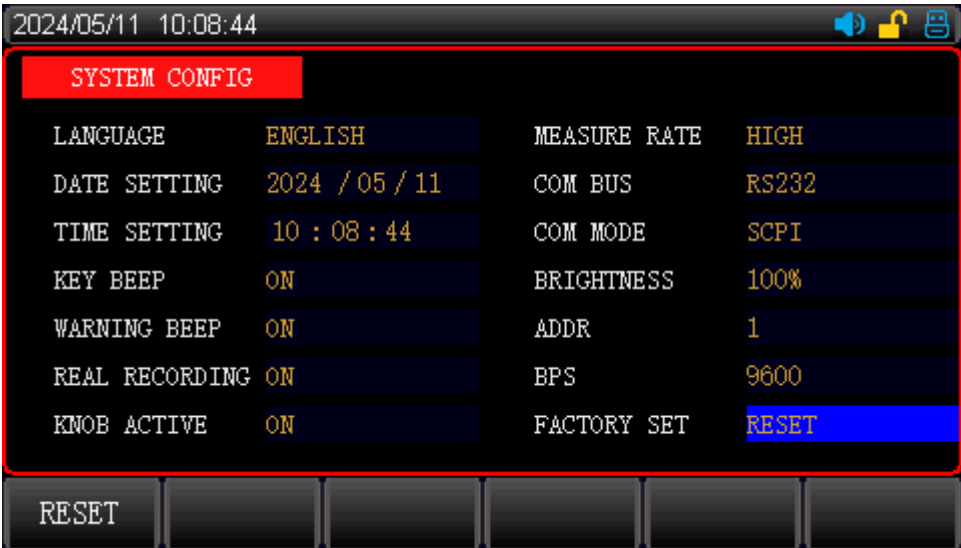 2024/05/11 10:08:44
SYSTEM CONFIG
LANGUAGE ENGLISH MEASURE RATE HIGH
DATE SETTING 2024 / 05 / 11 COM BUS RS232
TIME SETTING 10 : 08 : 44 COM MODE SCPI
KEY BEEP ON BRIGHTNESS 100%
WARNING BEEP ON ADDR 1
REAL RECORDING ON BPS 9600
KNOB ACTIVE ON FACTORY SET RESET
RESET